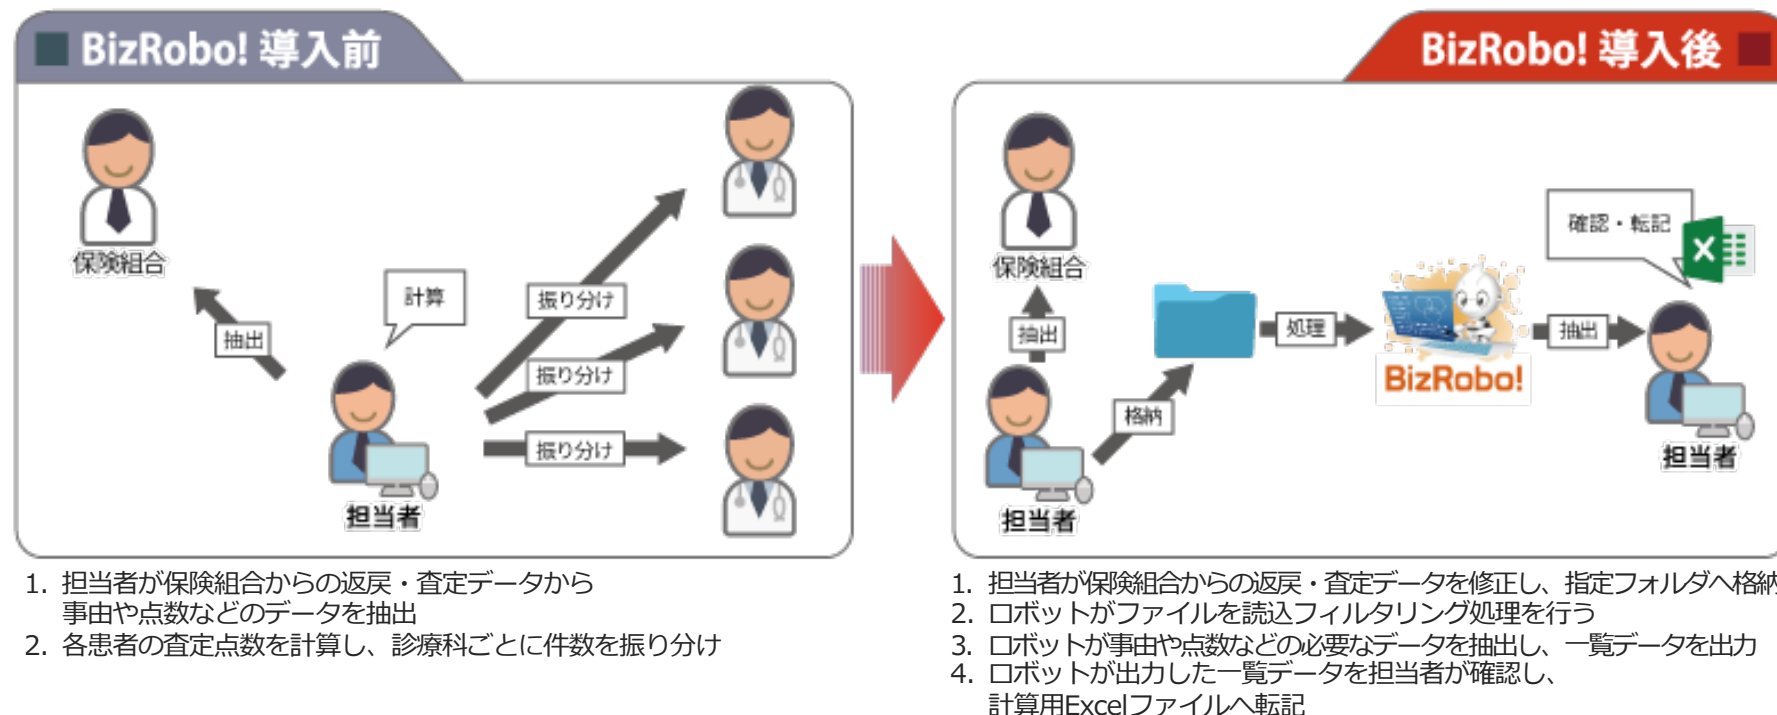 BizRobo! 導入前
保険組合
抽出
計算
担当者
振り分け
振り分け
振り分け
1. 担当者が保険組合からの返戻・査定データから
事由や点数などのデータを抽出
2. 各患者の査定点数を計算し、診療科ごとに件数を振り分け
BizRobo! 導入後
保険組合
抽出
担当者
格納
処理
BizRobo!
抽出
確認・転記
担当者
1. 担当者が保険組合からの返戻・査定データを修正し、指定フォルダへ格納
2. ロボットがファイルを読込フィルタリング処理を行う
3. ロボットが事由や点数などの必要なデータを抽出し、一覧データを出力
4. ロボットが出力した一覧データを担当者が確認し、
計算用Excelファイルへ転記